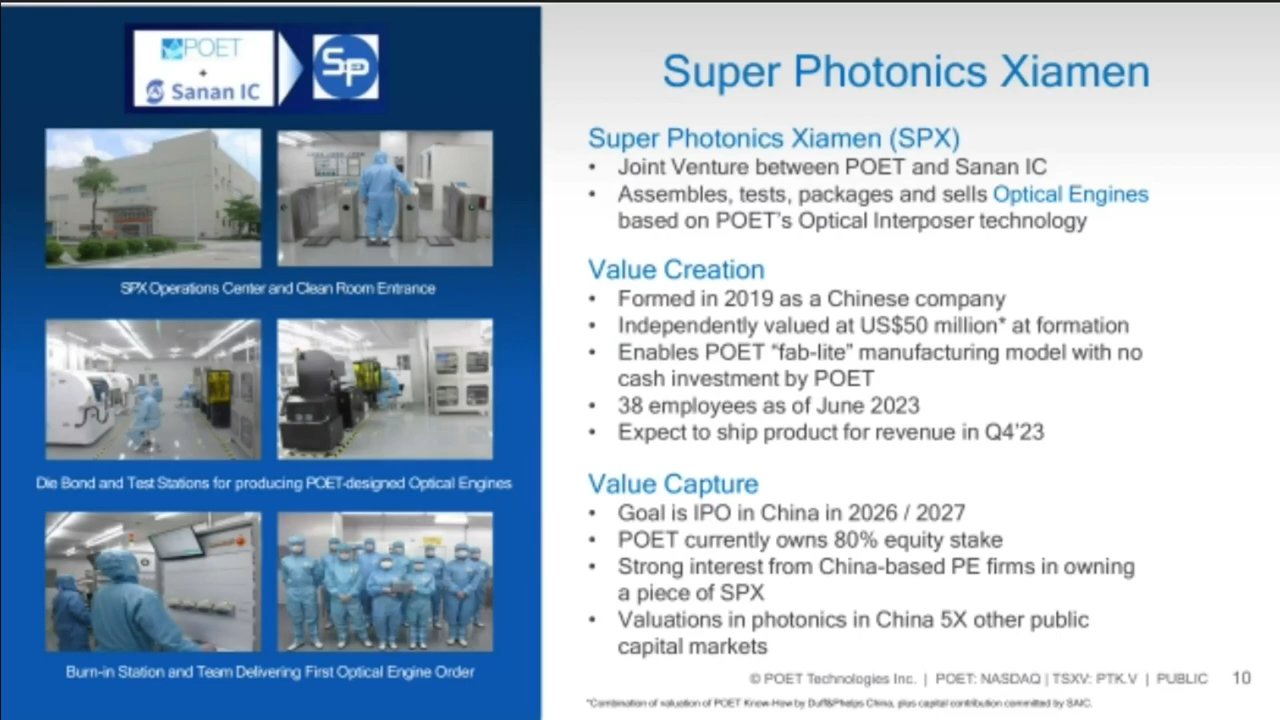 POET
+
Sanan IC
SP
SPX Operations Center and Clean Room Entrance
Die Bond and Test Stations for producing POET-designed Optical Engines
Burn-in Station and Team Delivering First Optical Engine Order
Super Photonics Xiamen
Super Photonics Xiamen (SPX)
• Joint Venture between POET and Sanan IC
• Assembles, tests, packages and sells Optical Engines
based on POET's Optical Interposer technology
Value Creation
• Formed in 2019 as a Chinese company
• Independently valued at US$50 million* at formation
• Enables POET “fab-lite” manufacturing model with no
cash investment by POET
• 38 employees as of June 2023
• Expect to ship product for revenue in Q4'23
Value Capture
• Goal is IPO in China in 2026 / 2027
• POET currently owns 80% equity stake
• Strong interest from China-based PE firms in owning
a piece of SPX
• Valuations in photonics in China 5X other public
capital markets
© POET Technologies Inc. | POET: NASDAQ | TSXV: PTK.V | PUBLIC 10
*Combination of valuation of POET Know-How by Duff&Phelps China, plus capital contribution committed by SAIC.